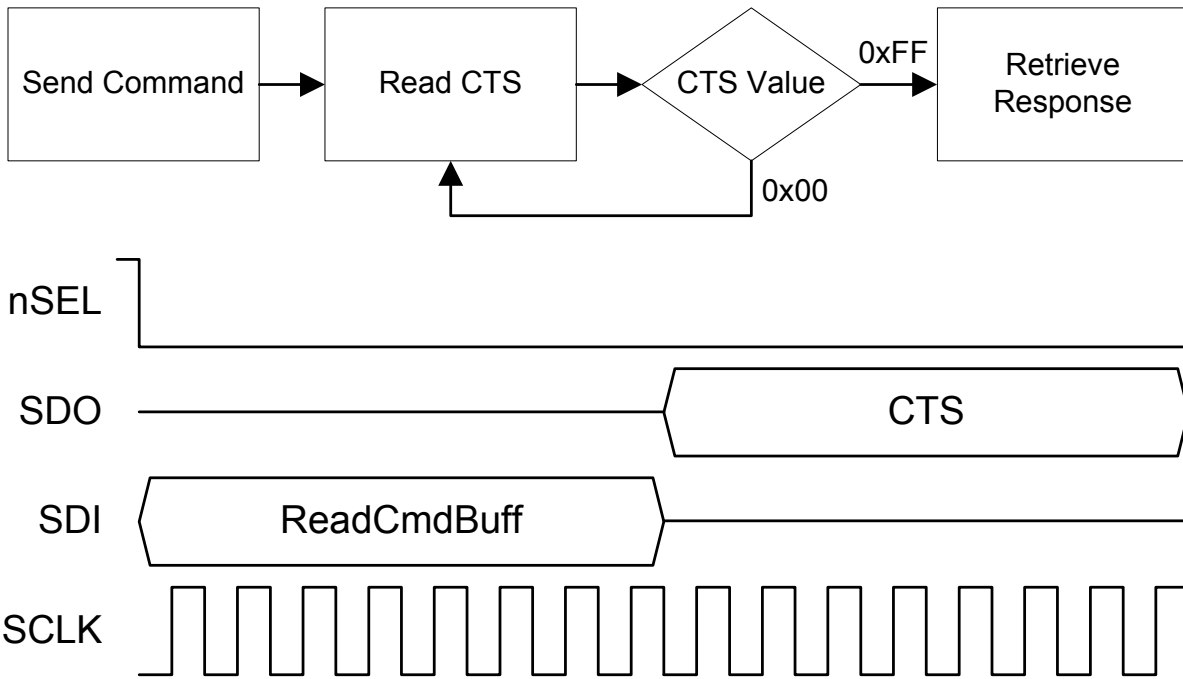 Send Command
Read CTS
CTS Value
0xFF
Retrieve
Response
0x00
nSEL
SDO
CTS
SDI
ReadCmdBuff
SCLK